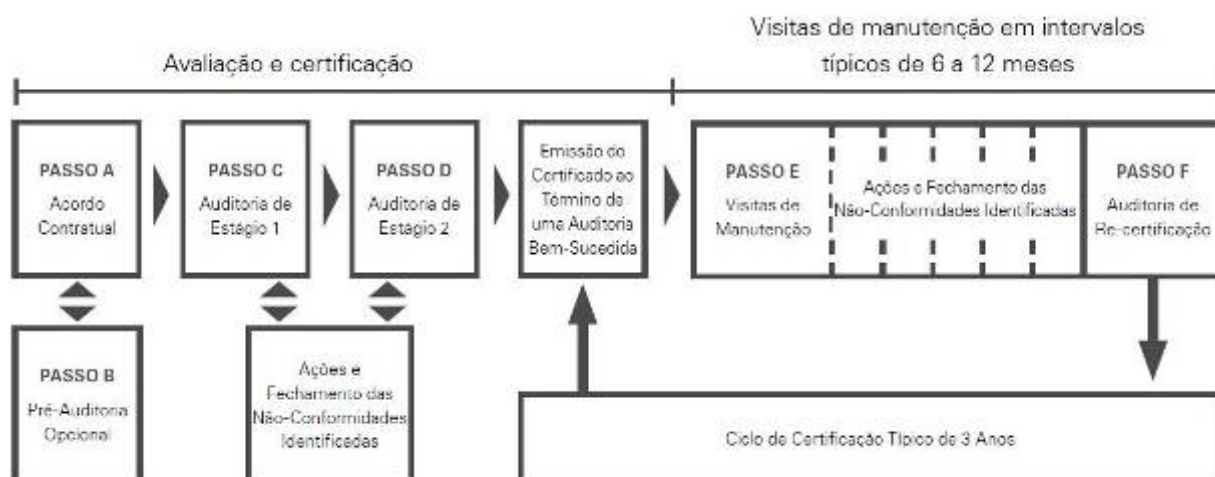 Visitas de manutenção em intervalos
típicos de 6 a 12 meses
Avaliação e certificação
PASSO A
Acordo
Contratual
PASSO C
Auditoria de
Estágio 1
PASSO D
Auditoria de
Estágio 2
Emissão do
Certificado ao
Término de
uma Auditoria
Bem-Sucedida
PASSO E
Visitas de
Manutenção
Ações e Fechamento das
Não-Conformidades Identificadas
PASSO F
Auditoria de
Re-certificação
PASSO B
Pré-Auditoria
Opcional
Ações e
Fechamento das
Não-Conformidades
Identificadas
Ciclo de Certificação Típico de 3 Anos